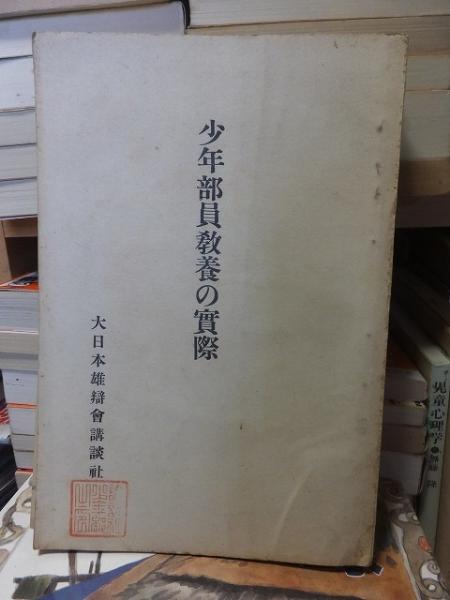 少年部員教養の實際
大日本雄辯會講談社
児童心理学